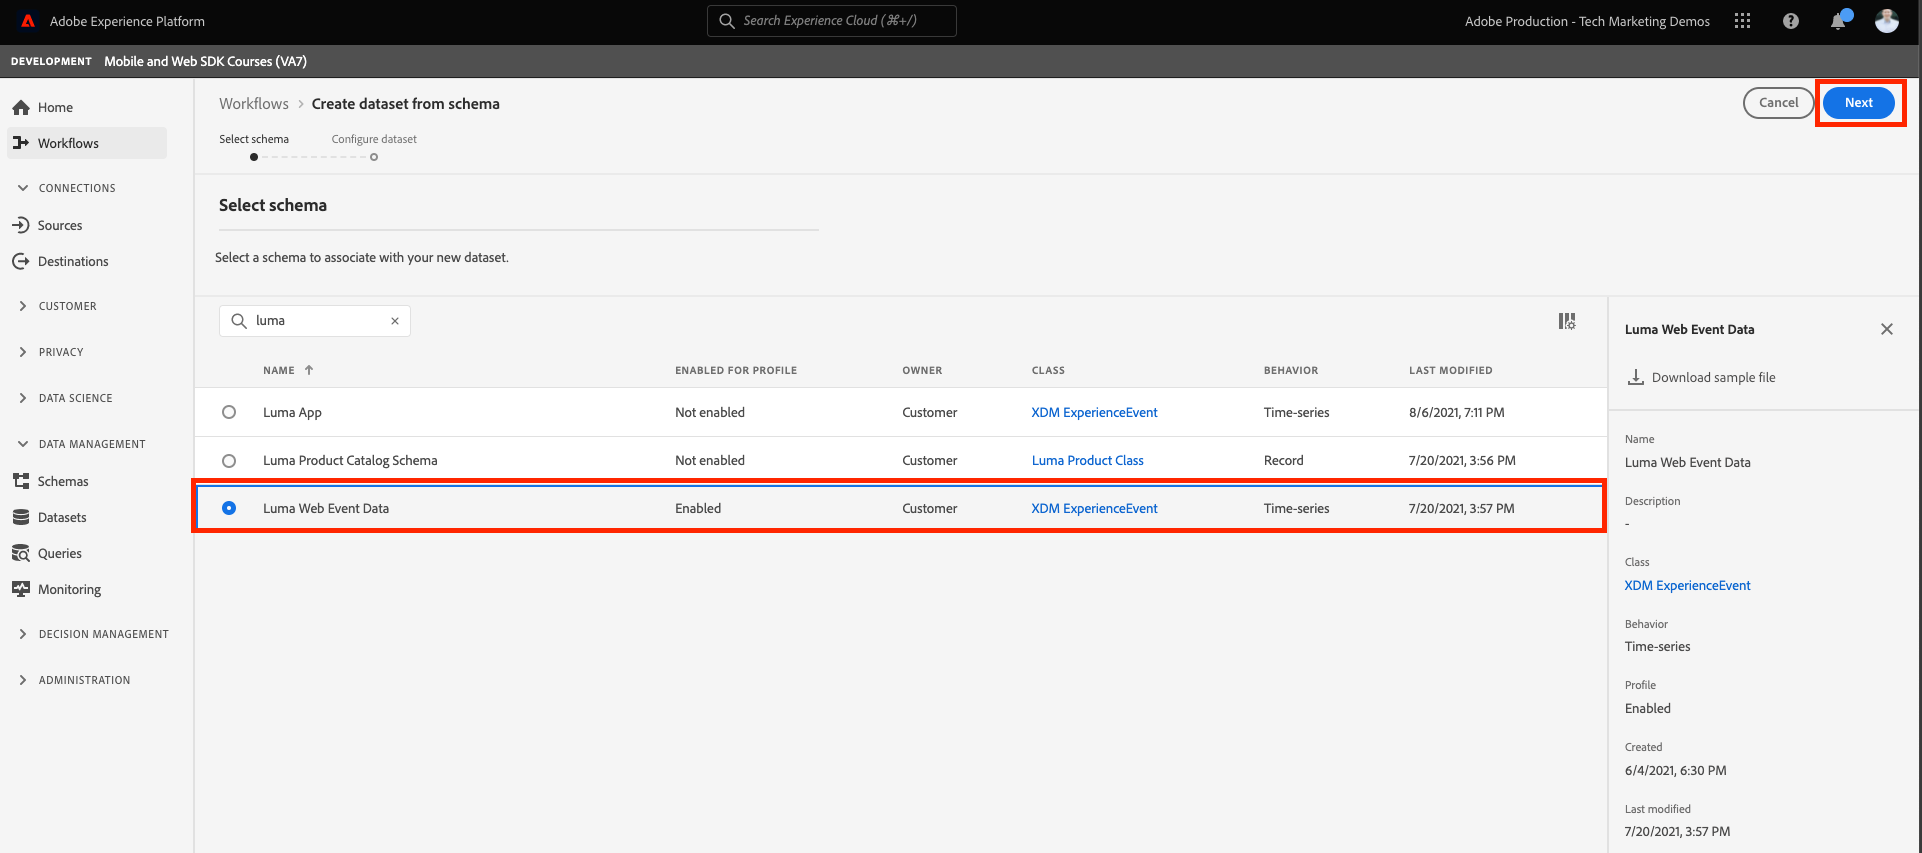 Adobe Experience Platform
Search Experience Cloud (⌘+/)
Adobe Production - Tech Marketing Demos
DEVELOPMENT Mobile and Web SDK Courses (VA7)
Home
Workflows
CONNECTIONS
Sources
Destinations
CUSTOMER
PRIVACY
DATA SCIENCE
DATA MANAGEMENT
Schemas
Datasets
Queries
Monitoring
DECISION MANAGEMENT
ADMINISTRATION
Workflows > Create dataset from schema
Cancel
Next
Select schema
Configure dataset
Select schema
Select a schema to associate with your new dataset.
luma
NAME ENABLED FOR PROFILE OWNER CLASS BEHAVIOR LAST MODIFIED
Luma App Not enabled Customer XDM ExperienceEvent Time-series 8/6/2021, 7:11 PM
Luma Product Catalog Schema Not enabled Customer Luma Product Class Record 7/20/2021, 3:56 PM
Luma Web Event Data Enabled Customer XDM ExperienceEvent Time-series 7/20/2021, 3:57 PM
Luma Web Event Data
Download sample file
Name
Luma Web Event Data
Description
-
Class
XDM ExperienceEvent
Behavior
Time-series
Profile
Enabled
Created
6/4/2021, 6:30 PM
Last modified
7/20/2021, 3:57 PM